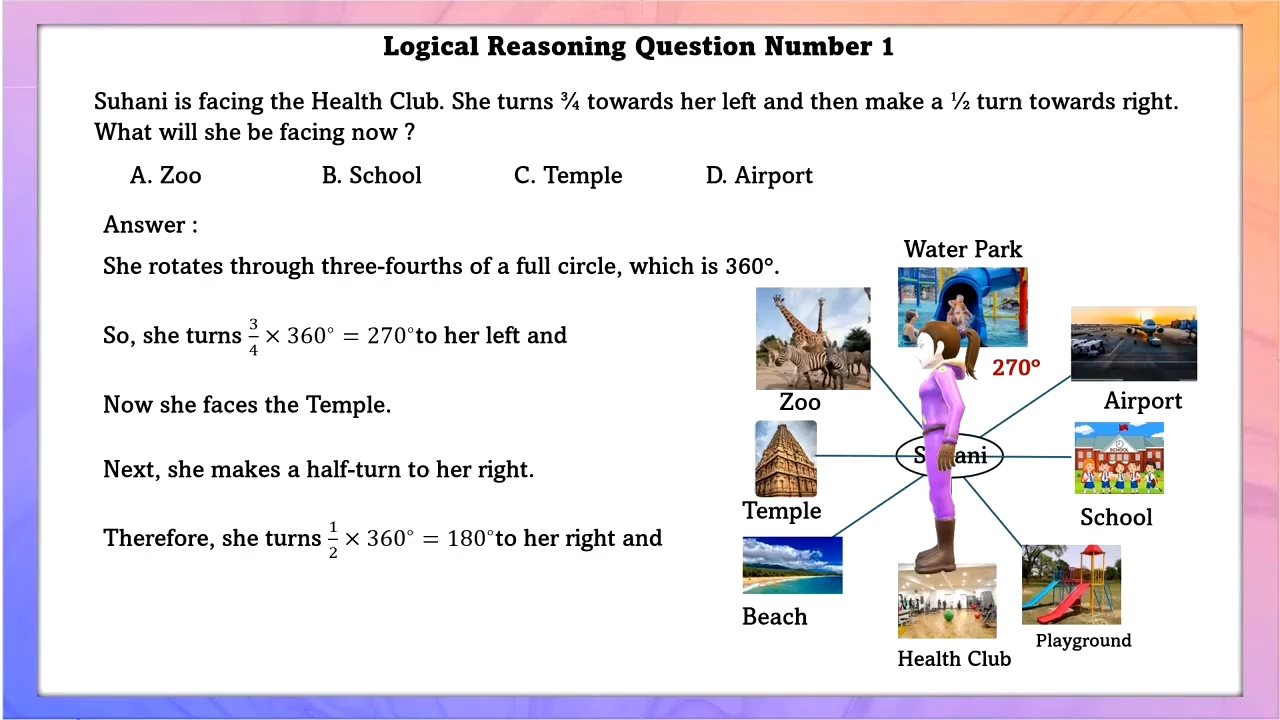 Logical Reasoning Question Number 1
Suhani is facing the Health Club. She turns ¾ towards her left and then make a ½ turn towards right.
What will she be facing now ?
A. Zoo B. School C. Temple D. Airport
Answer :
She rotates through three-fourths of a full circle, which is 360°.
So, she turns 3/4 × 360° = 270°to her left and
Now she faces the Temple.
Next, she makes a half-turn to her right.
Therefore, she turns 1/2 × 360° = 180°to her right and
Water Park
270°
Zoo
Airport
S ani
SCHOOL
Temple
School
Beach
Playground
Health Club